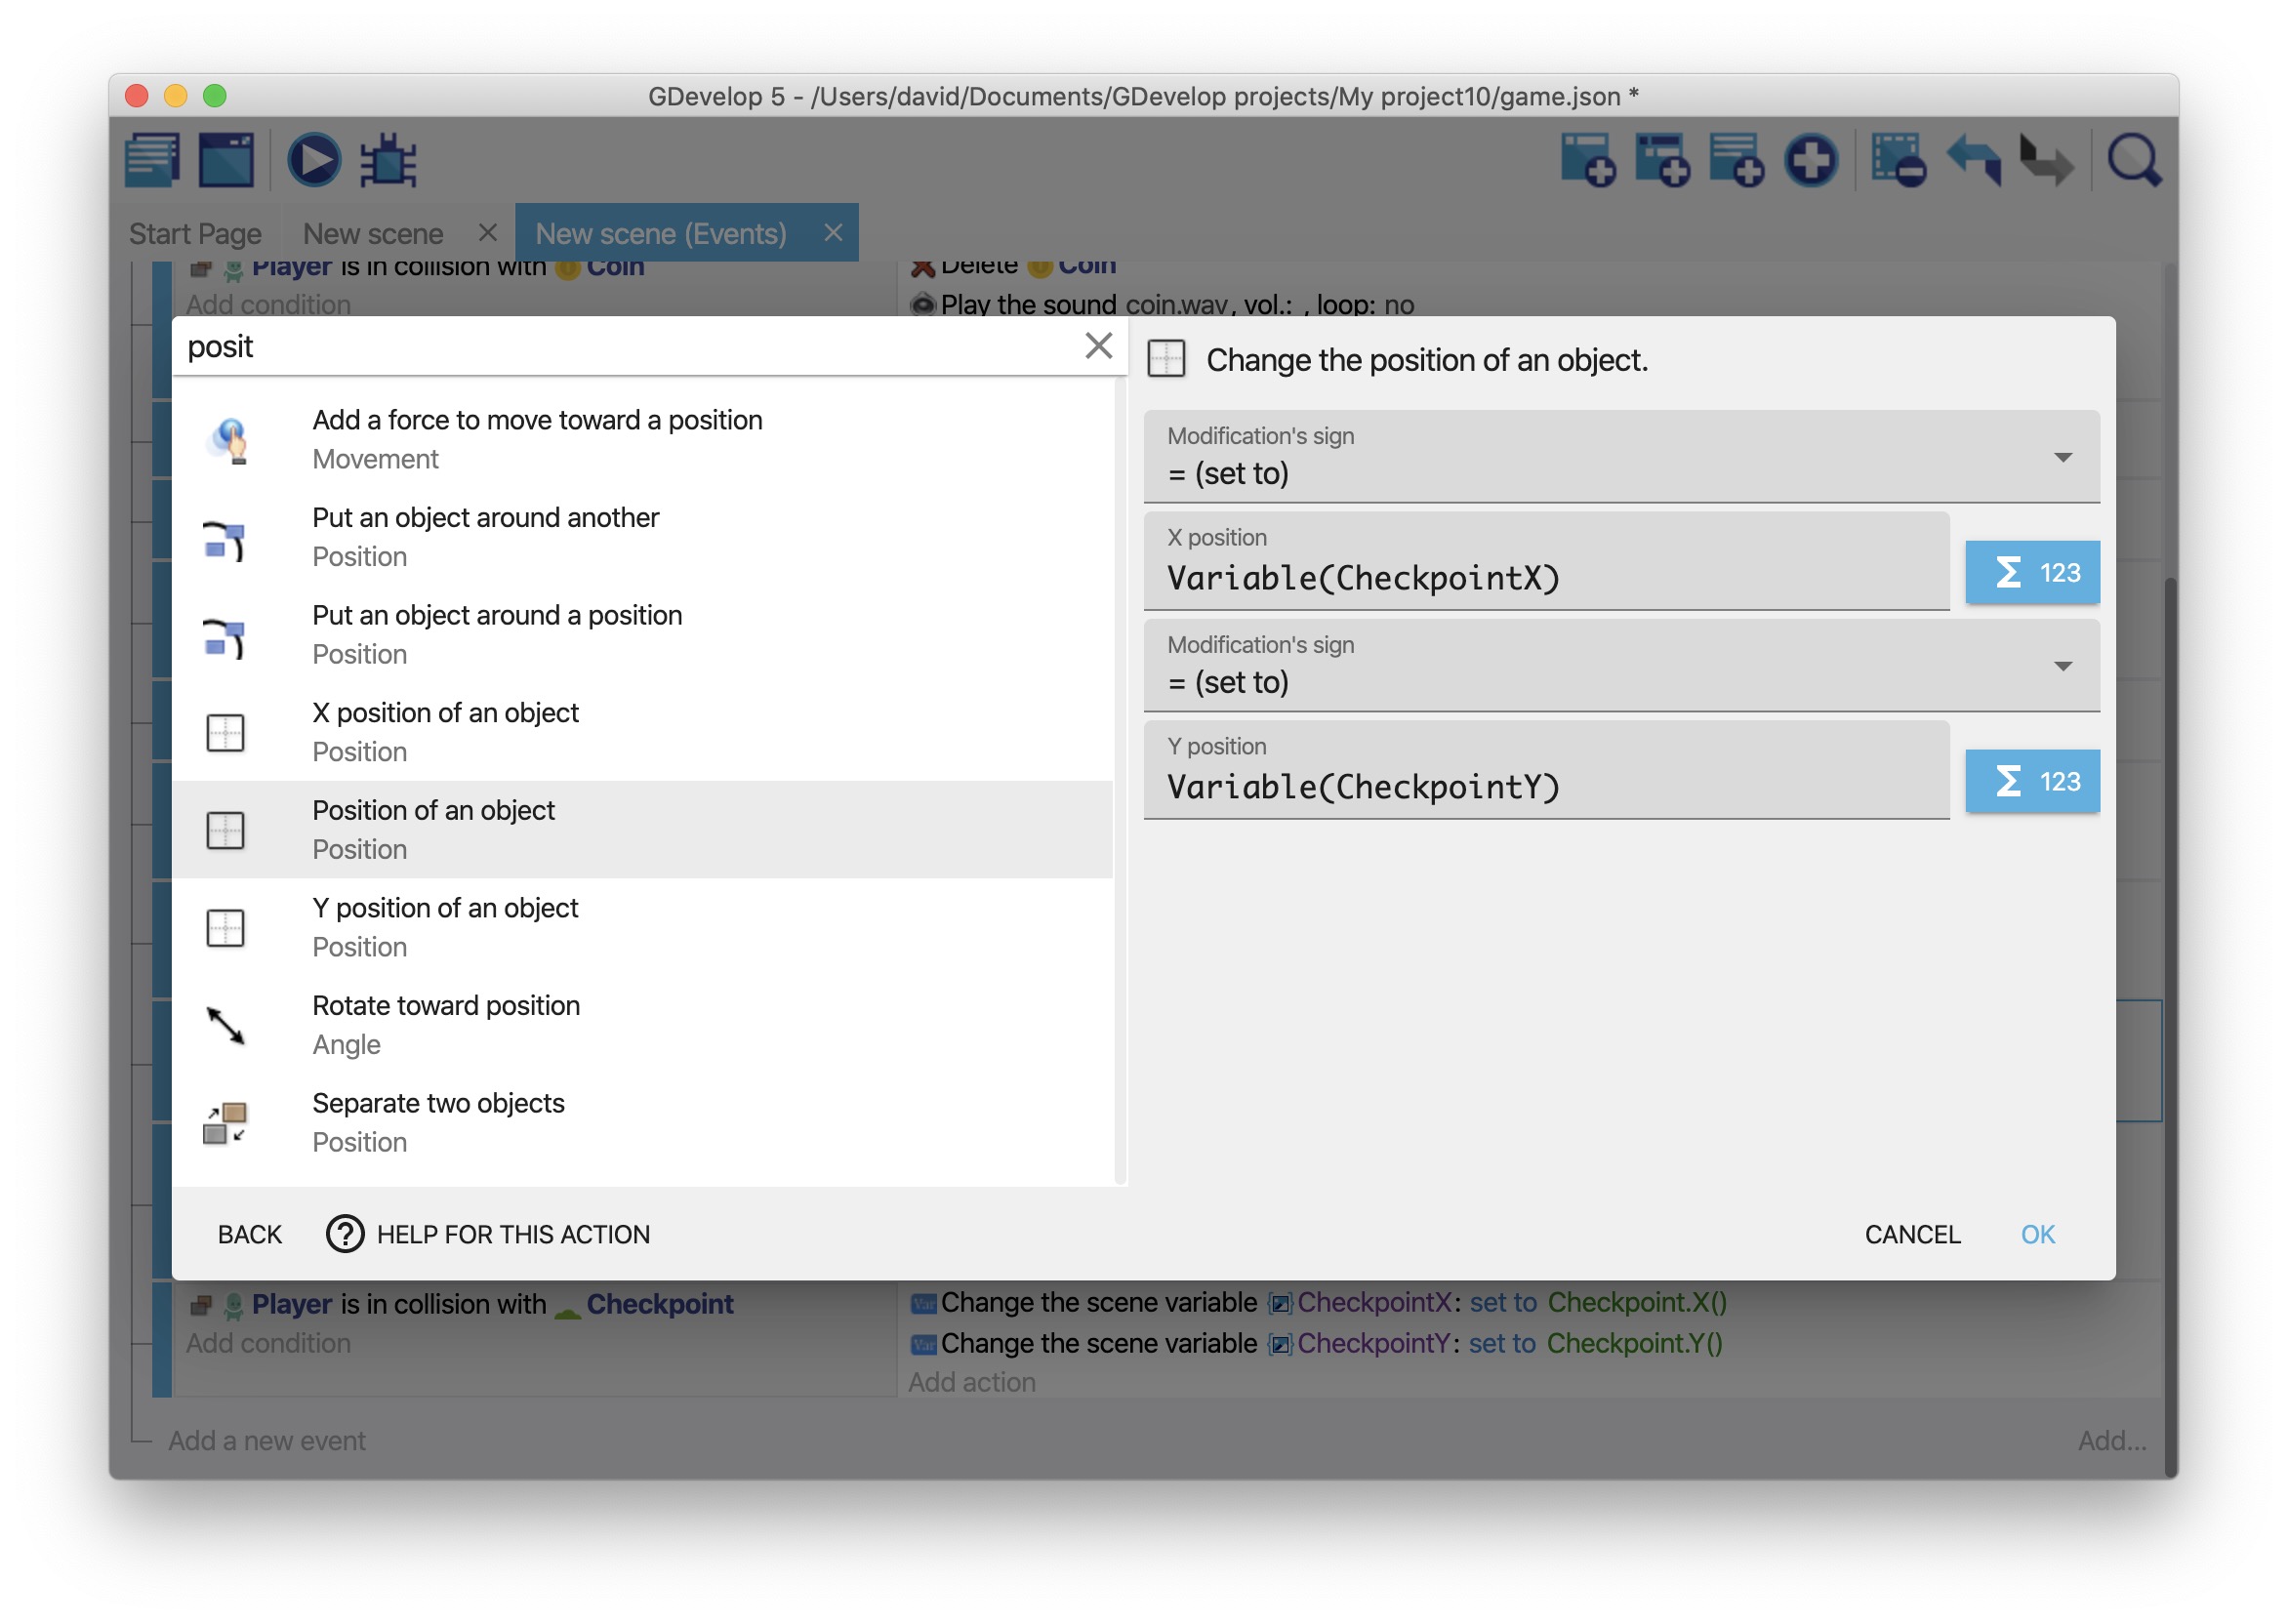 GDevelop 5 - /Users/david/Documents/GDevelop projects/My project10/game.json *
Start Page
New scene
New scene (Events)
Player is in collision with Coin
Add condition
Delete Coin
Play the sound coin.wav, vol.: , loop: no
posit
Add a force to move toward a position
Movement
Put an object around another
Position
Put an object around a position
Position
X position of an object
Position
Position of an object
Position
Y position of an object
Position
Rotate toward position
Angle
Separate two objects
Position
Change the position of an object.
Modification's sign
= (set to)
X position
Variable(CheckpointX)
Σ 123
Modification's sign
= (set to)
Y position
Variable(CheckpointY)
Σ 123
BACK
? HELP FOR THIS ACTION
CANCEL
OK
Player is in collision with Checkpoint
Add condition
Var Change the scene variable CheckpointX: set to Checkpoint.X()
Var Change the scene variable CheckpointY: set to Checkpoint.Y()
Add action
Add a new event
Add...